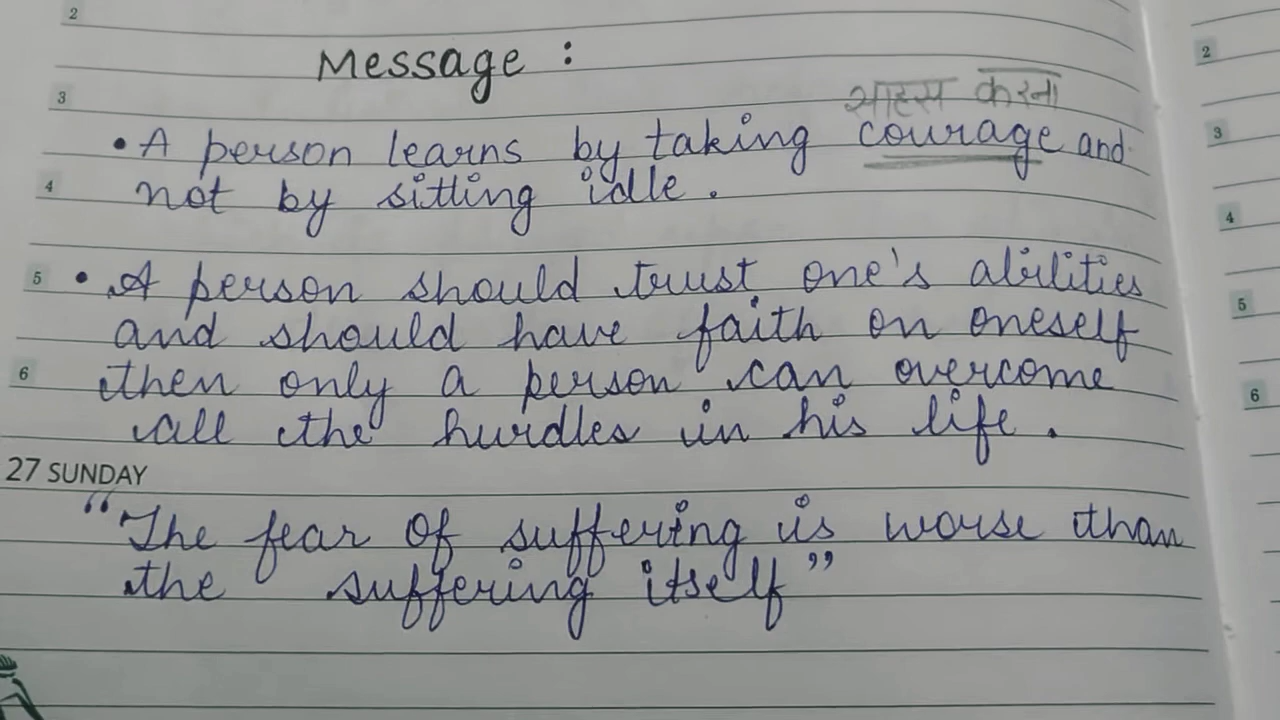 2
Message :
3
साहस करना
• A person learns by taking courage and
4
not by sitting idle.
5
• A person should trust one's abilities
and should have faith on oneself
6
then only a person can overcome
all the hurdles in his life.
27 SUNDAY
"The fear of suffering is worse than
the suffering itself"
2
3
4
5
6